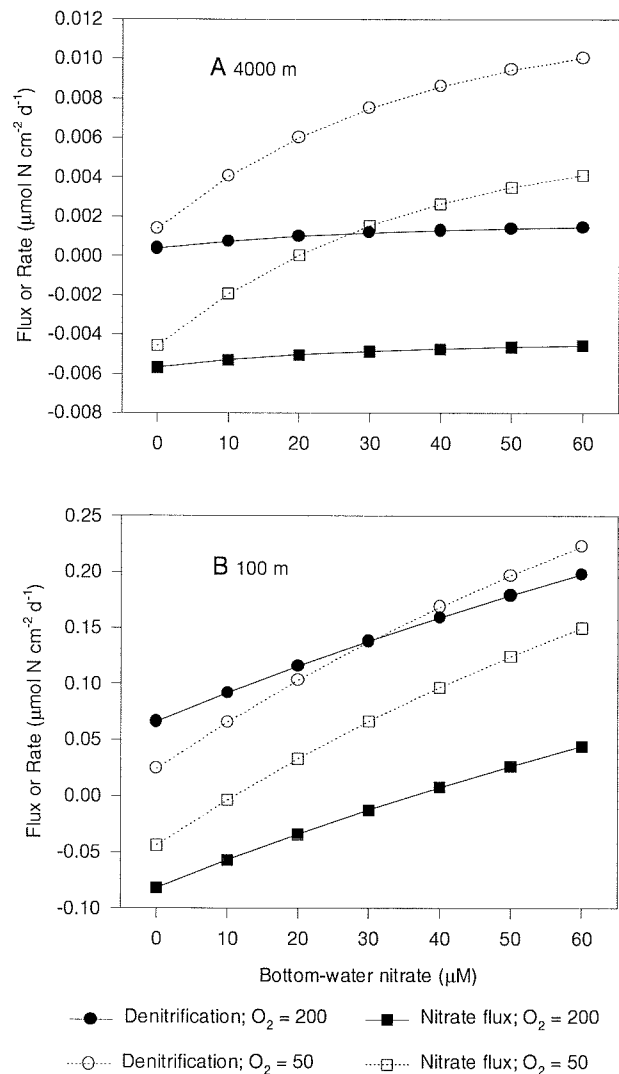 A 4000 m
0.012
0.010
0.008
0.006
0.004
0.002
0.000
-0.002
-0.004
-0.006
-0.008
Flux or Rate (µmol N cm⁻² d⁻¹)
0 10 20 30 40 50 60
B 100 m
0.25
0.20
0.15
0.10
0.05
0.00
-0.05
-0.10
Flux or Rate (µmol N cm⁻² d⁻¹)
0 10 20 30 40 50 60
Bottom-water nitrate (µM)
Denitrification; O₂ = 200 Nitrate flux; O₂ = 200
Denitrification; O₂ = 50 Nitrate flux; O₂ = 50